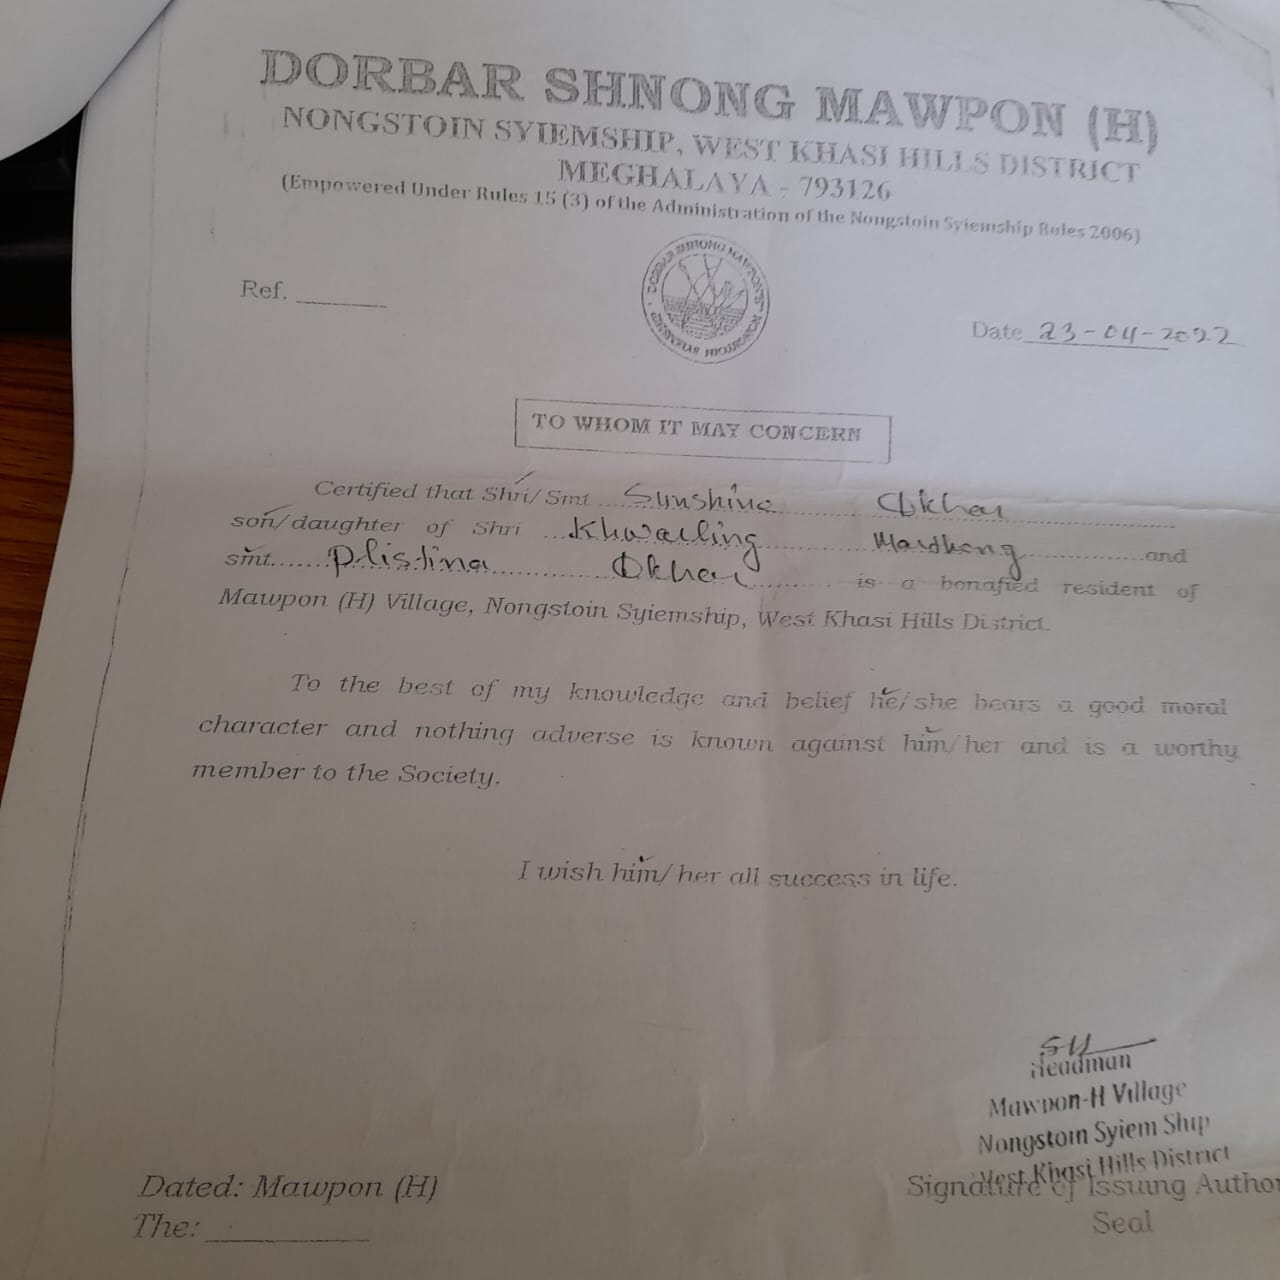 DORBAR SHNONG MAWPON (H)
NONGSTOIN SYIEMSHIP, WEST KHASI HILLS DISTRICT
MEGHALAYA - 793126
(Empowered Under Rules 15 (3) of the Administration of the Nongstoin Syiemship Rules 2006)
Ref.
Date 23-04-2022
TO WHOM IT MAY CONCERN
Certified that Shri/Smt Sunshine
son/daughter of Shri and
smt. Plistina is a bonafied resident of
Mawpon (H) Village, Nongstoin Syiemship, West Khasi Hills District.
To the best of my knowledge and belief he/she bears a good moral
character and nothing adverse is known against him/her and is a worthy
member to the Society.
I wish him/her all success in life.
Headman
Mawpon-H Village
Nongstoin Syiem Ship
West Khasi Hills District
Signature of Issuing Author
Seal
Dated: Mawpon (H)
The: